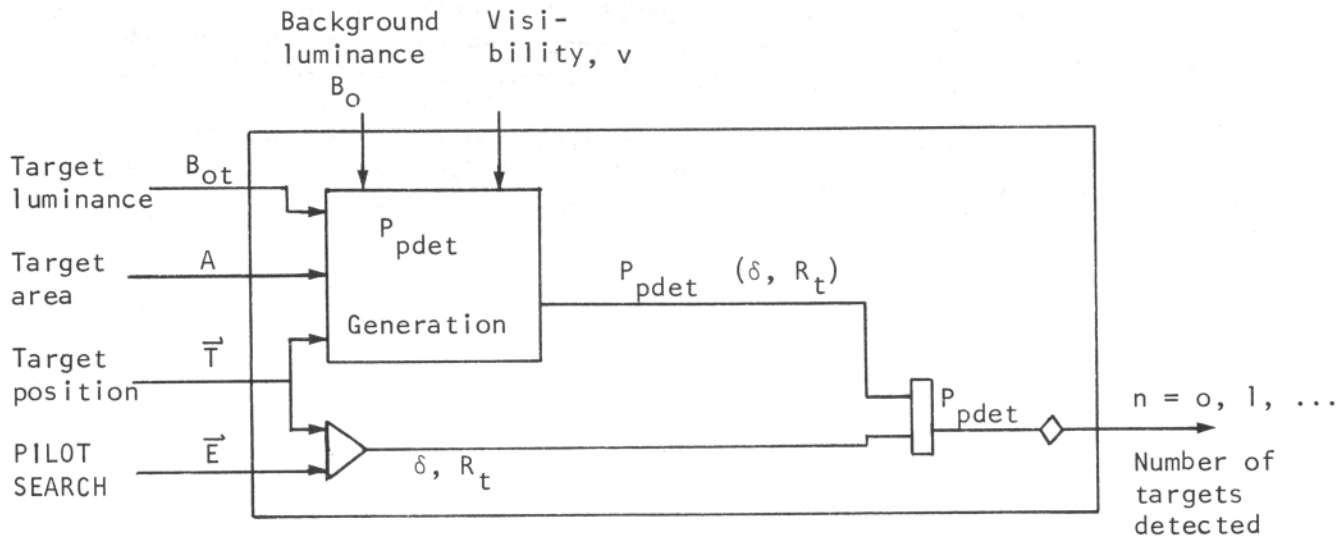 Background
luminance
B_o
Visi-
bility, v
Target
luminance
B_ot
Target
area
A
Target
position
T⃗
PILOT
SEARCH
E⃗
P_pdet
Generation
P_pdet (δ, R_t)
δ, R_t
P_pdet
n = o, 1, ...
Number of
targets
detected